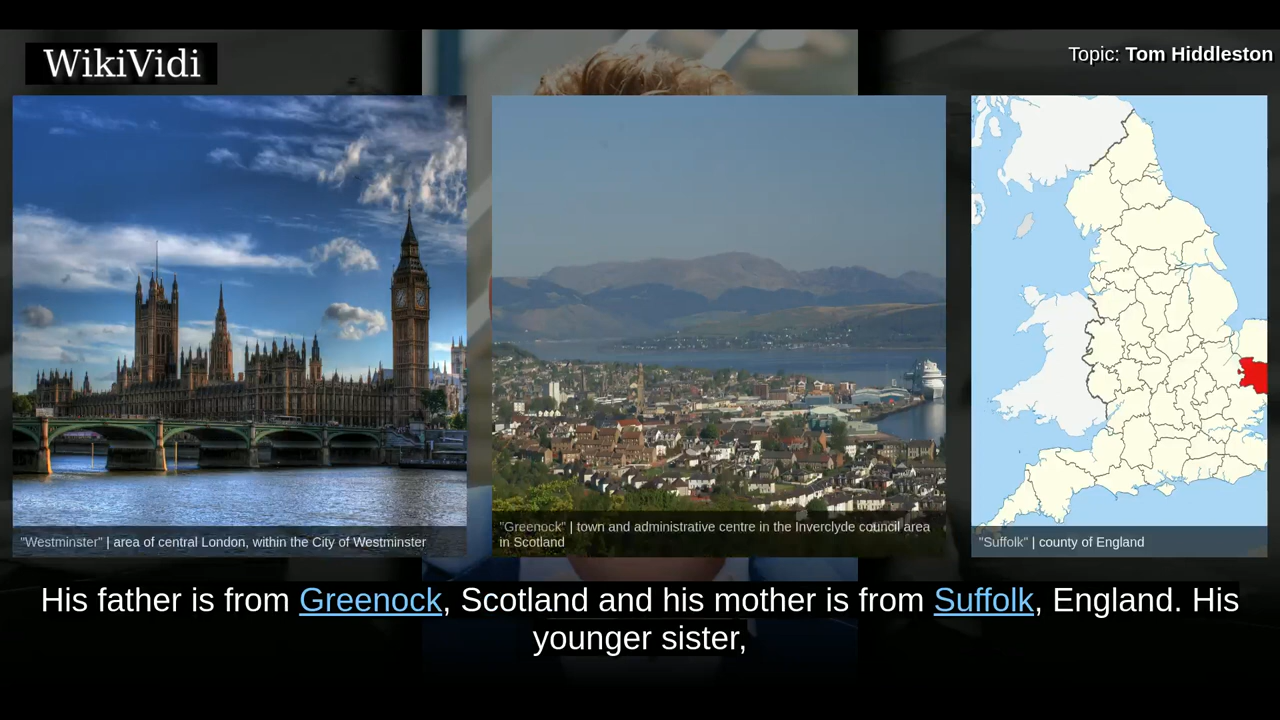 WikiVidi
Topic: Tom Hiddleston
"Westminster" | area of central London, within the City of Westminster
"Greenock" | town and administrative centre in the Inverclyde council area
in Scotland
"Suffolk" | county of England
His father is from Greenock, Scotland and his mother is from Suffolk, England. His
younger sister,